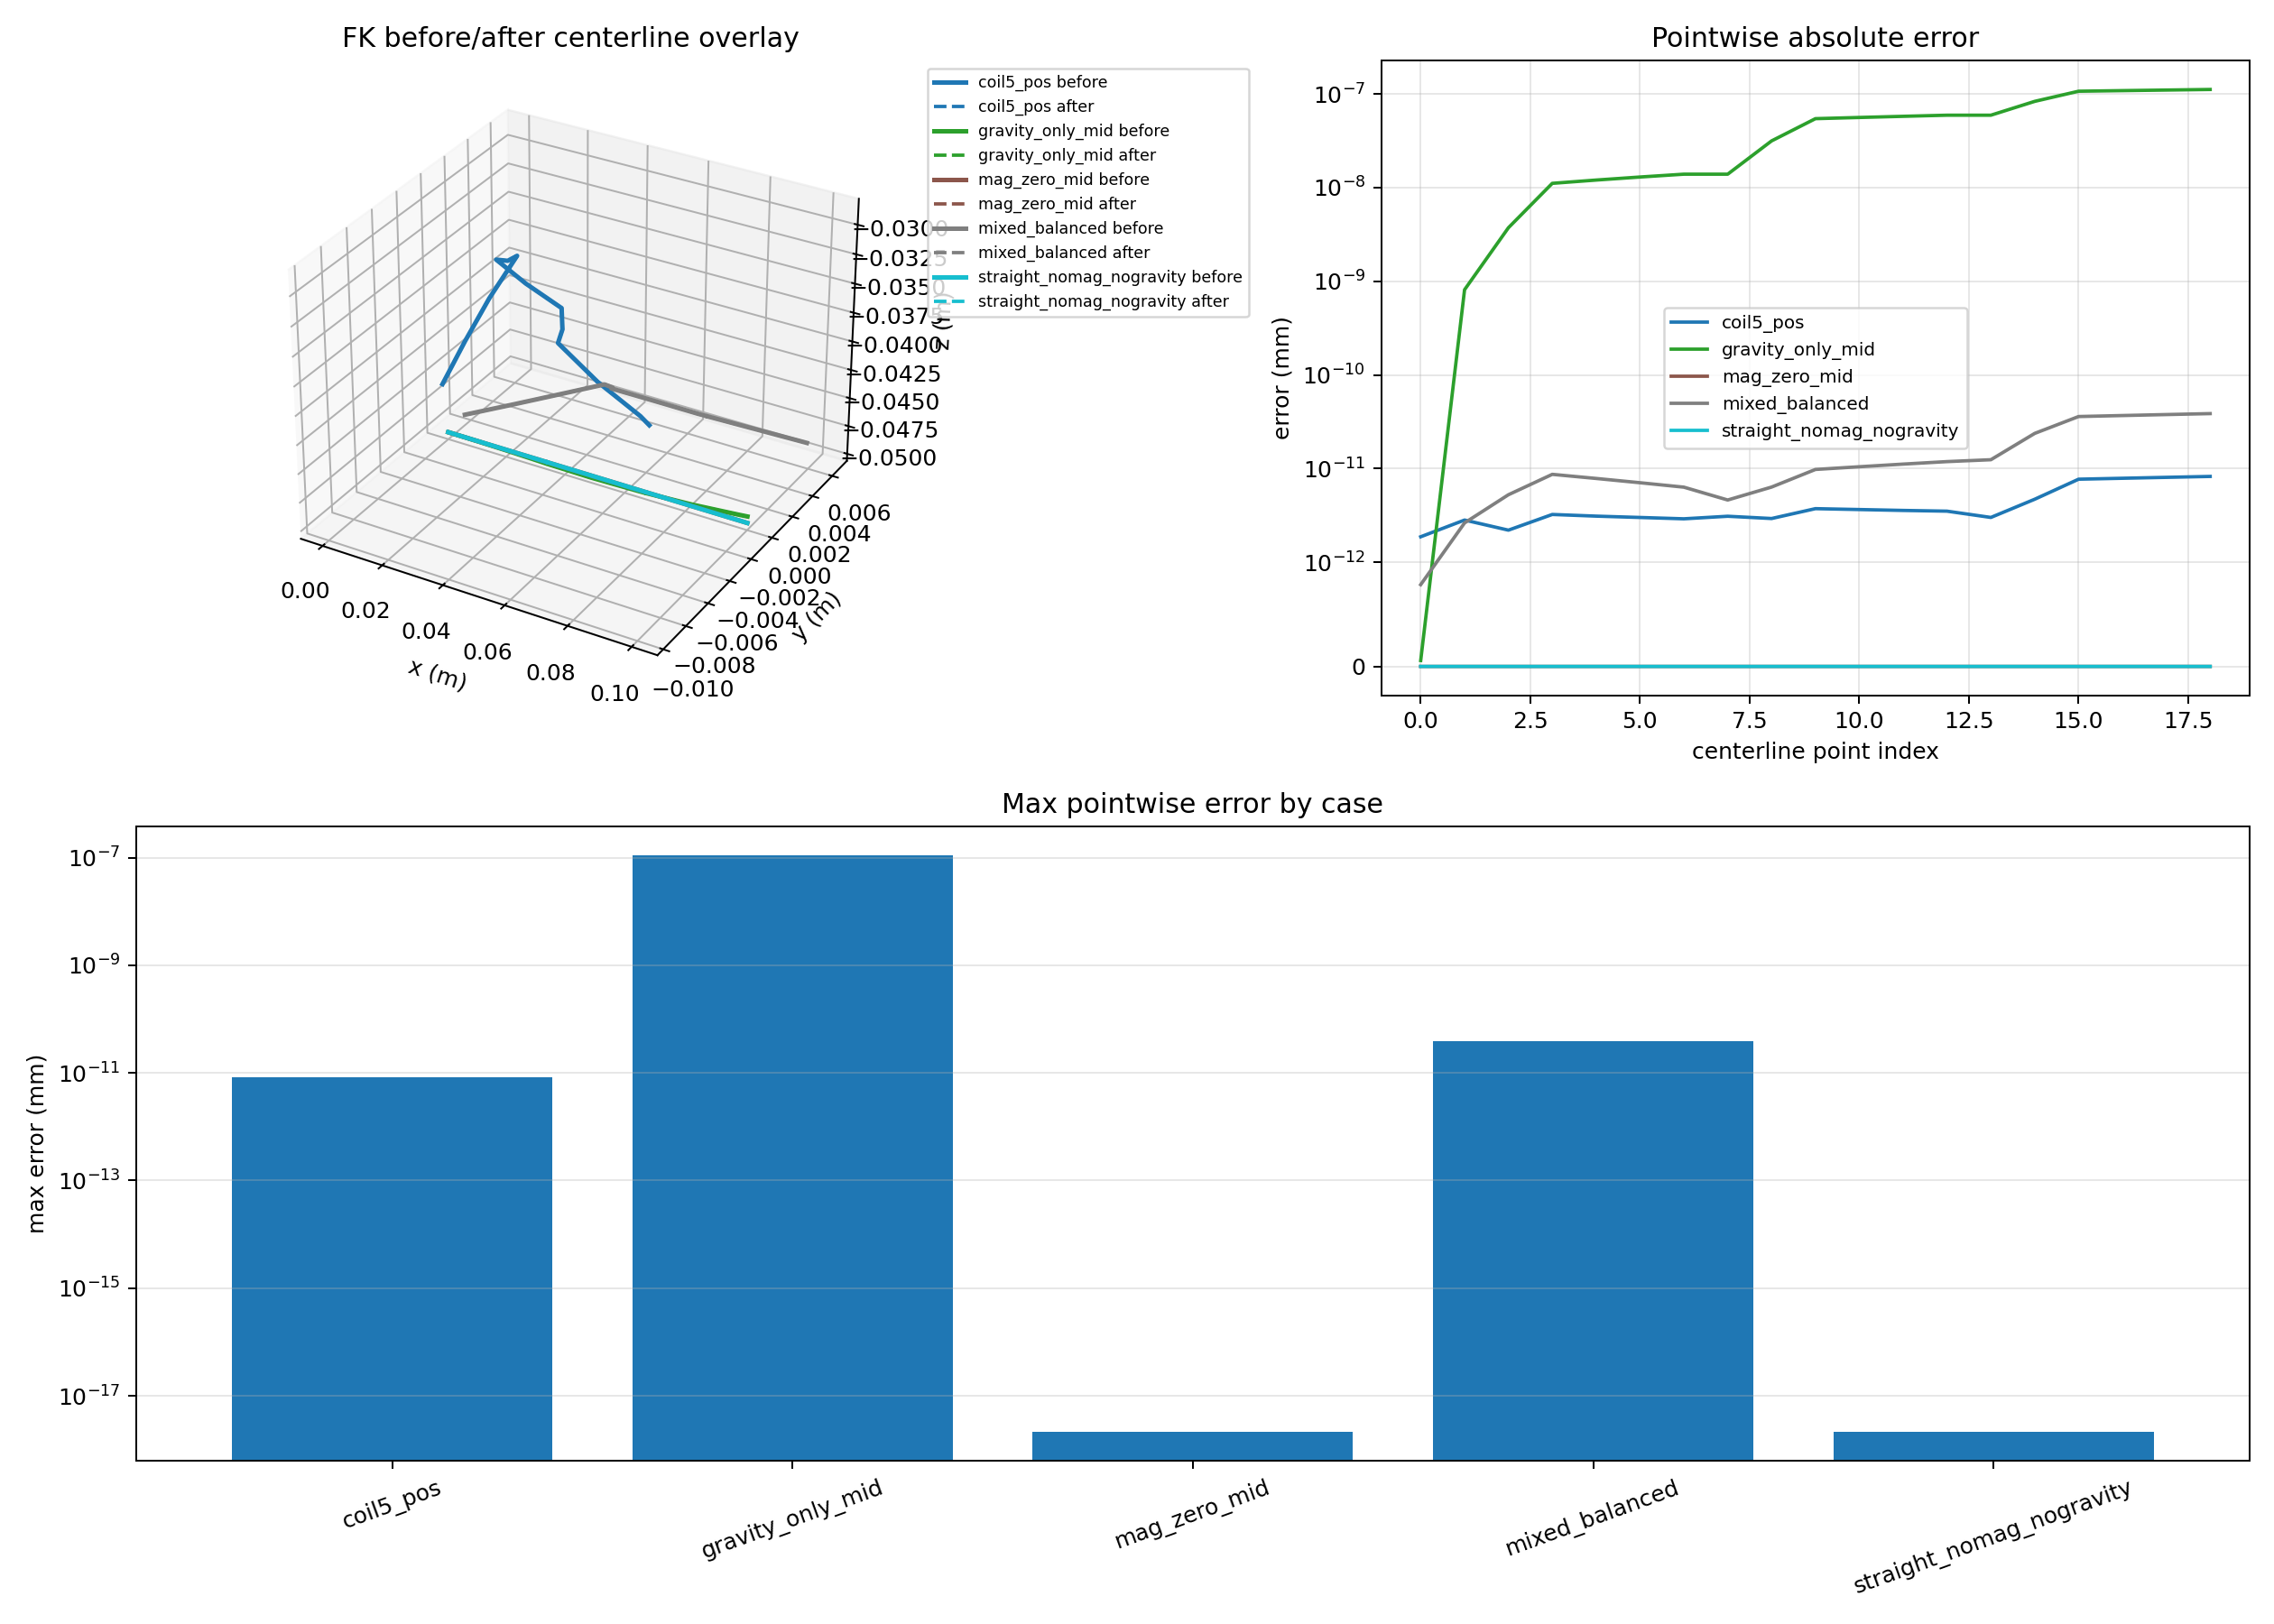 FK before/after centerline overlay
coil5_pos before
coil5_pos after
gravity_only_mid before
gravity_only_mid after
mag_zero_mid before
mag_zero_mid after
mixed_balanced before
mixed_balanced after
straight_nomag_nogravity before
straight_nomag_nogravity after
−0.0300
−0.0325
−0.0350
−0.0375
−0.0400
−0.0425
−0.0450
−0.0475
−0.0500
z (m)
0.006
0.004
0.002
0.000
−0.002
−0.004
−0.006
−0.008
−0.010
y (m)
0.00
0.02
0.04
0.06
0.08
0.10
x (m)
Pointwise absolute error
10⁻⁷
10⁻⁸
10⁻⁹
10⁻¹⁰
10⁻¹¹
10⁻¹²
0
error (mm)
coil5_pos
gravity_only_mid
mag_zero_mid
mixed_balanced
straight_nomag_nogravity
0.0 2.5 5.0 7.5 10.0 12.5 15.0 17.5
centerline point index
Max pointwise error by case
10⁻⁷
10⁻⁹
10⁻¹¹
10⁻¹³
10⁻¹⁵
10⁻¹⁷
max error (mm)
coil5_pos
gravity_only_mid
mag_zero_mid
mixed_balanced
straight_nomag_nogravity